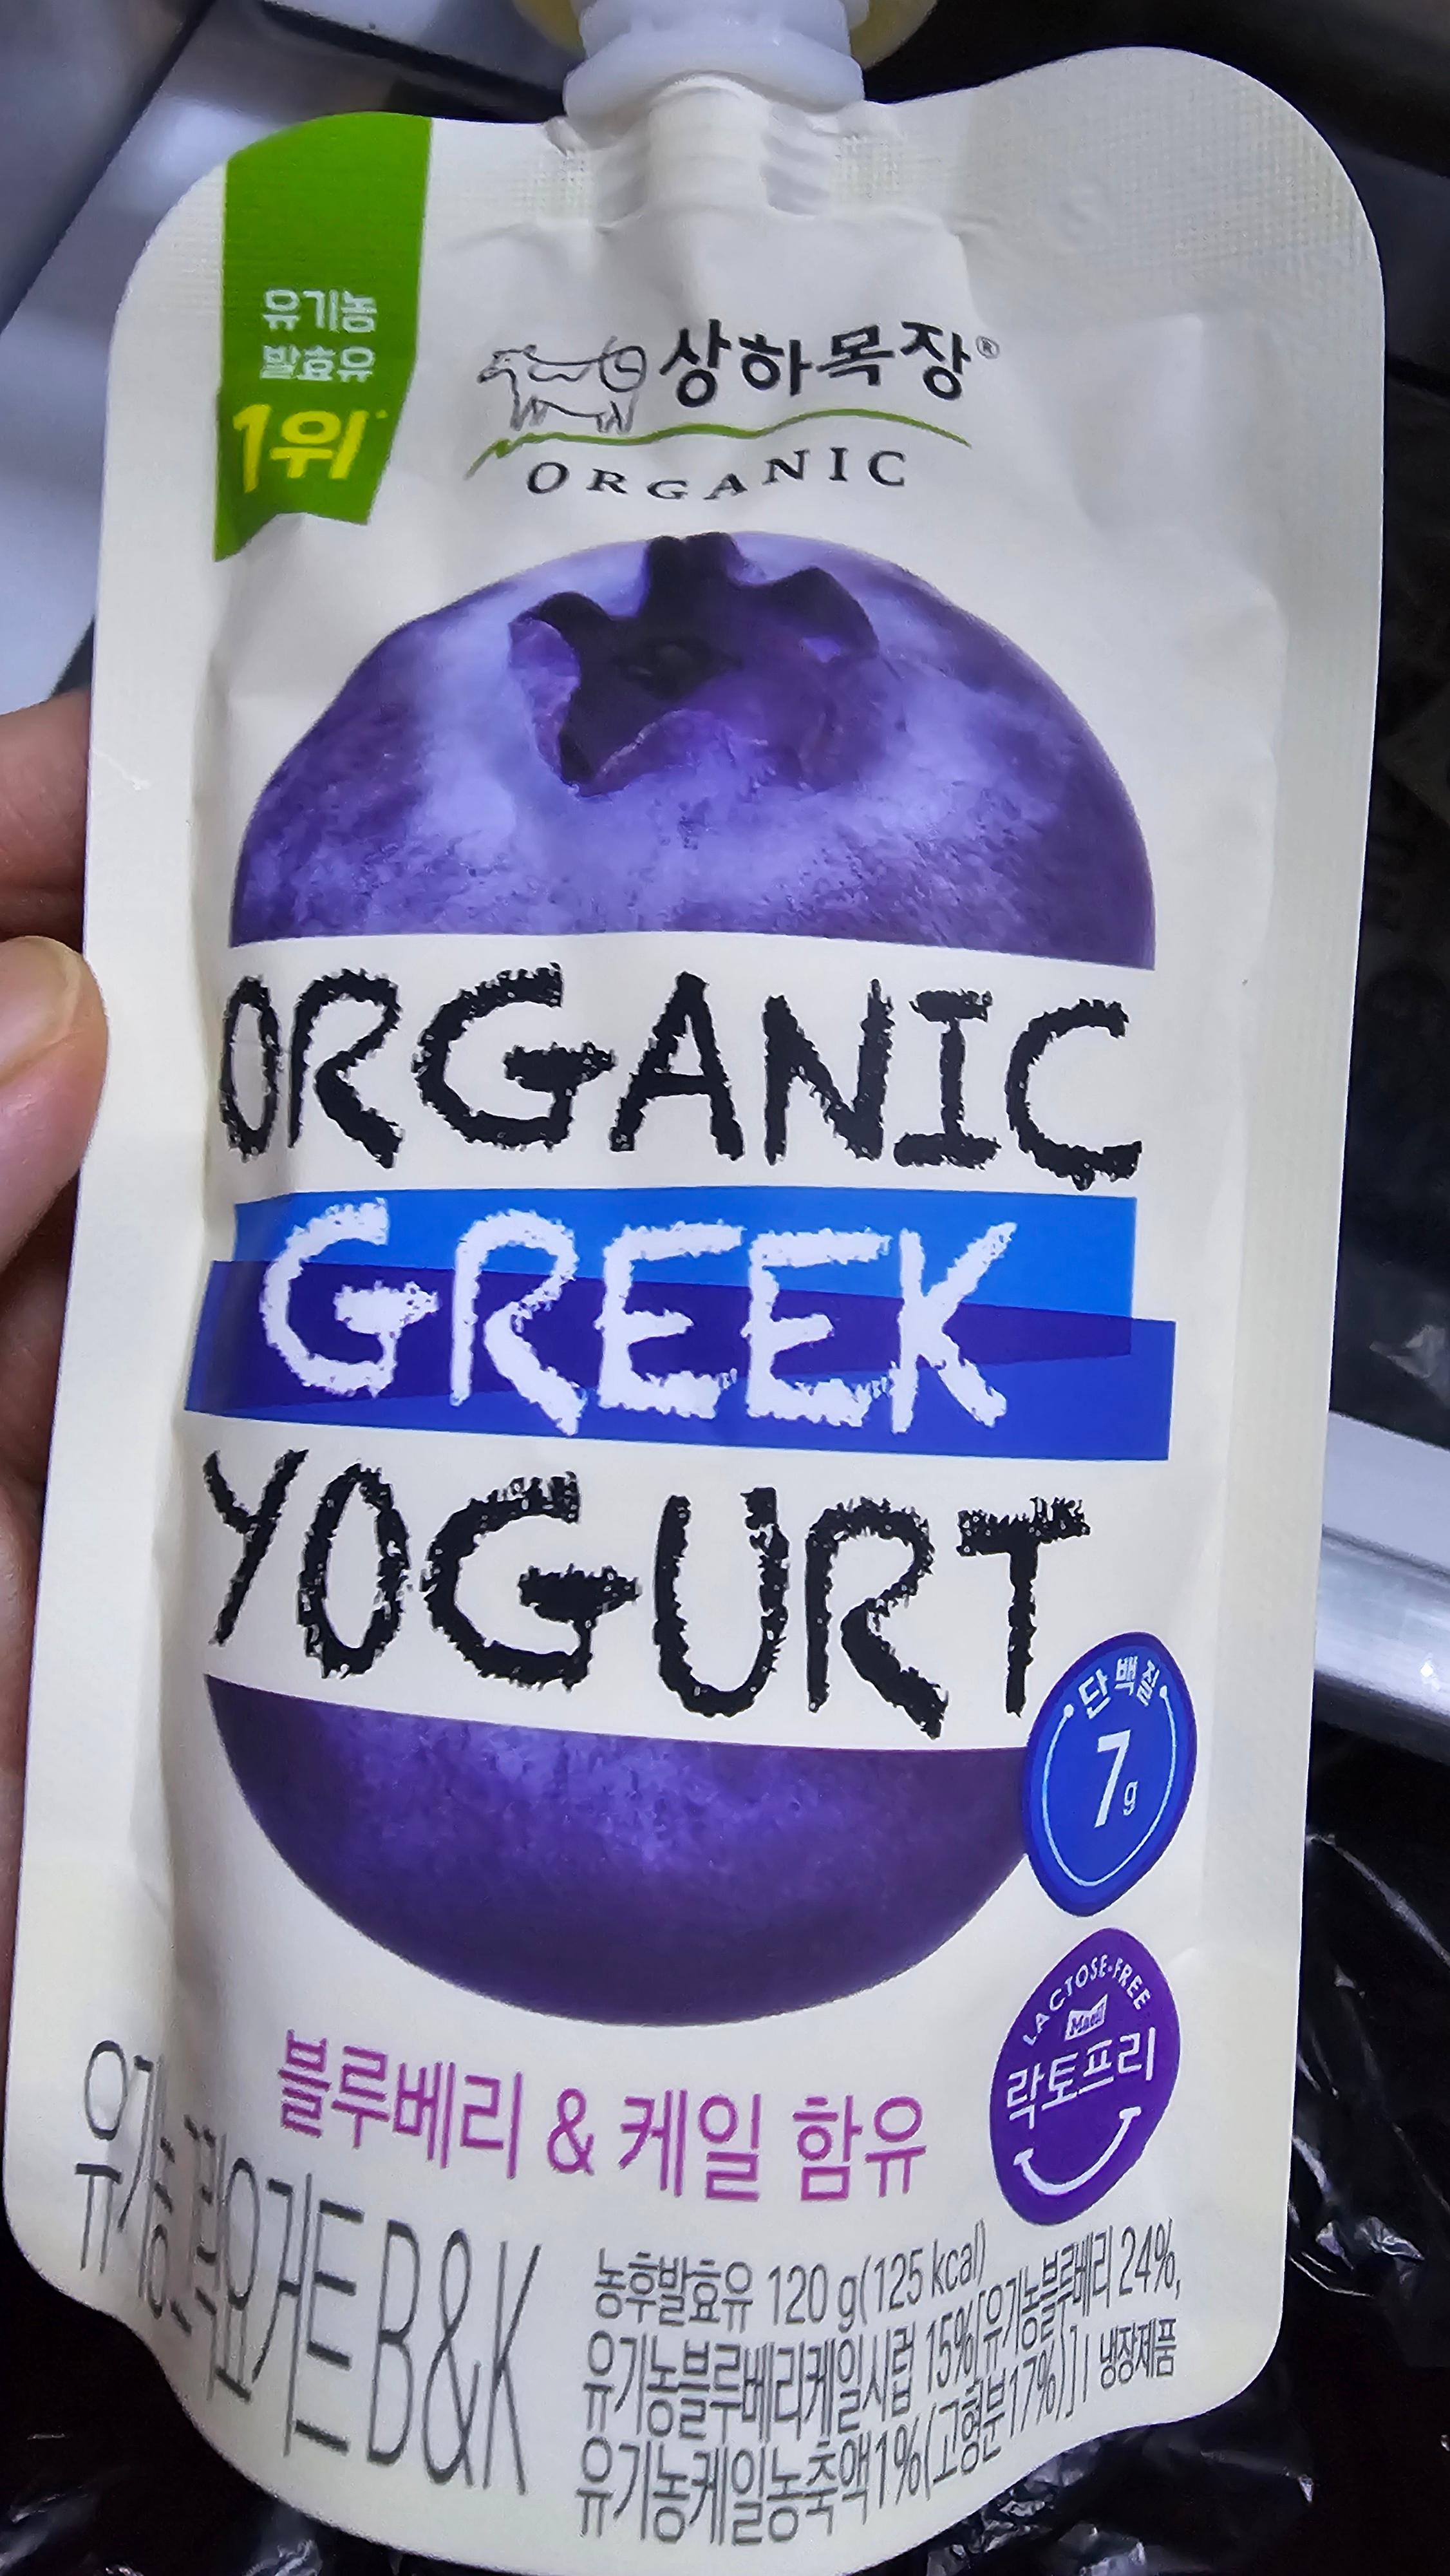 유기농
발효유
1위*
상하목장®
ORGANIC
ORGANIC
GREEK
YOGURT
단백질
7g
LACTOSE-FREE
Maeil
락토프리
블루베리 & 케일 함유
유기농그릭요거트 B&K
농후발효유 120 g(125 kcal)
유기농블루베리케일시럽 15%[유기농블루베리 24%,
유기농케일농축액1%(고형분17%)] | 냉장제품